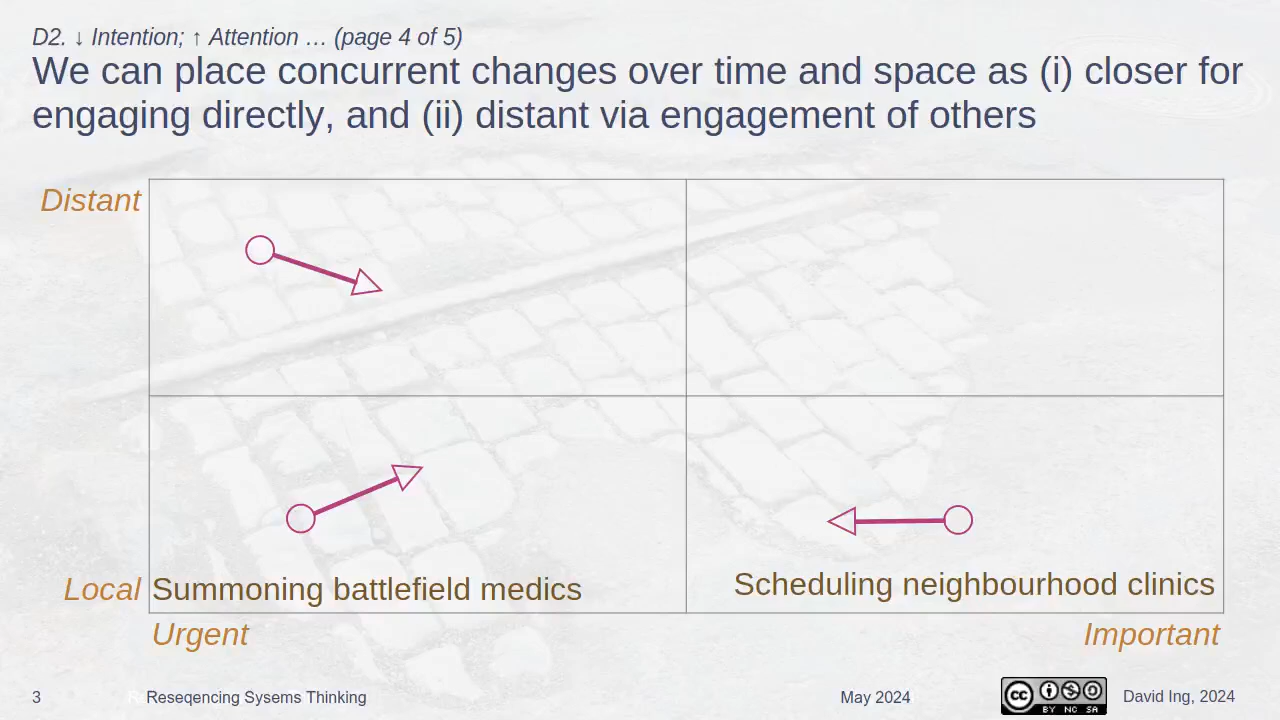 D2. ↓ Intention; ↑ Attention … (page 4 of 5)
We can place concurrent changes over time and space as (i) closer for
engaging directly, and (ii) distant via engagement of others
Distant
Local
Summoning battlefield medics
Scheduling neighbourhood clinics
Urgent
Important
3
Reseqencing Sysems Thinking
May 2024
cc
BY NC SA
David Ing, 2024